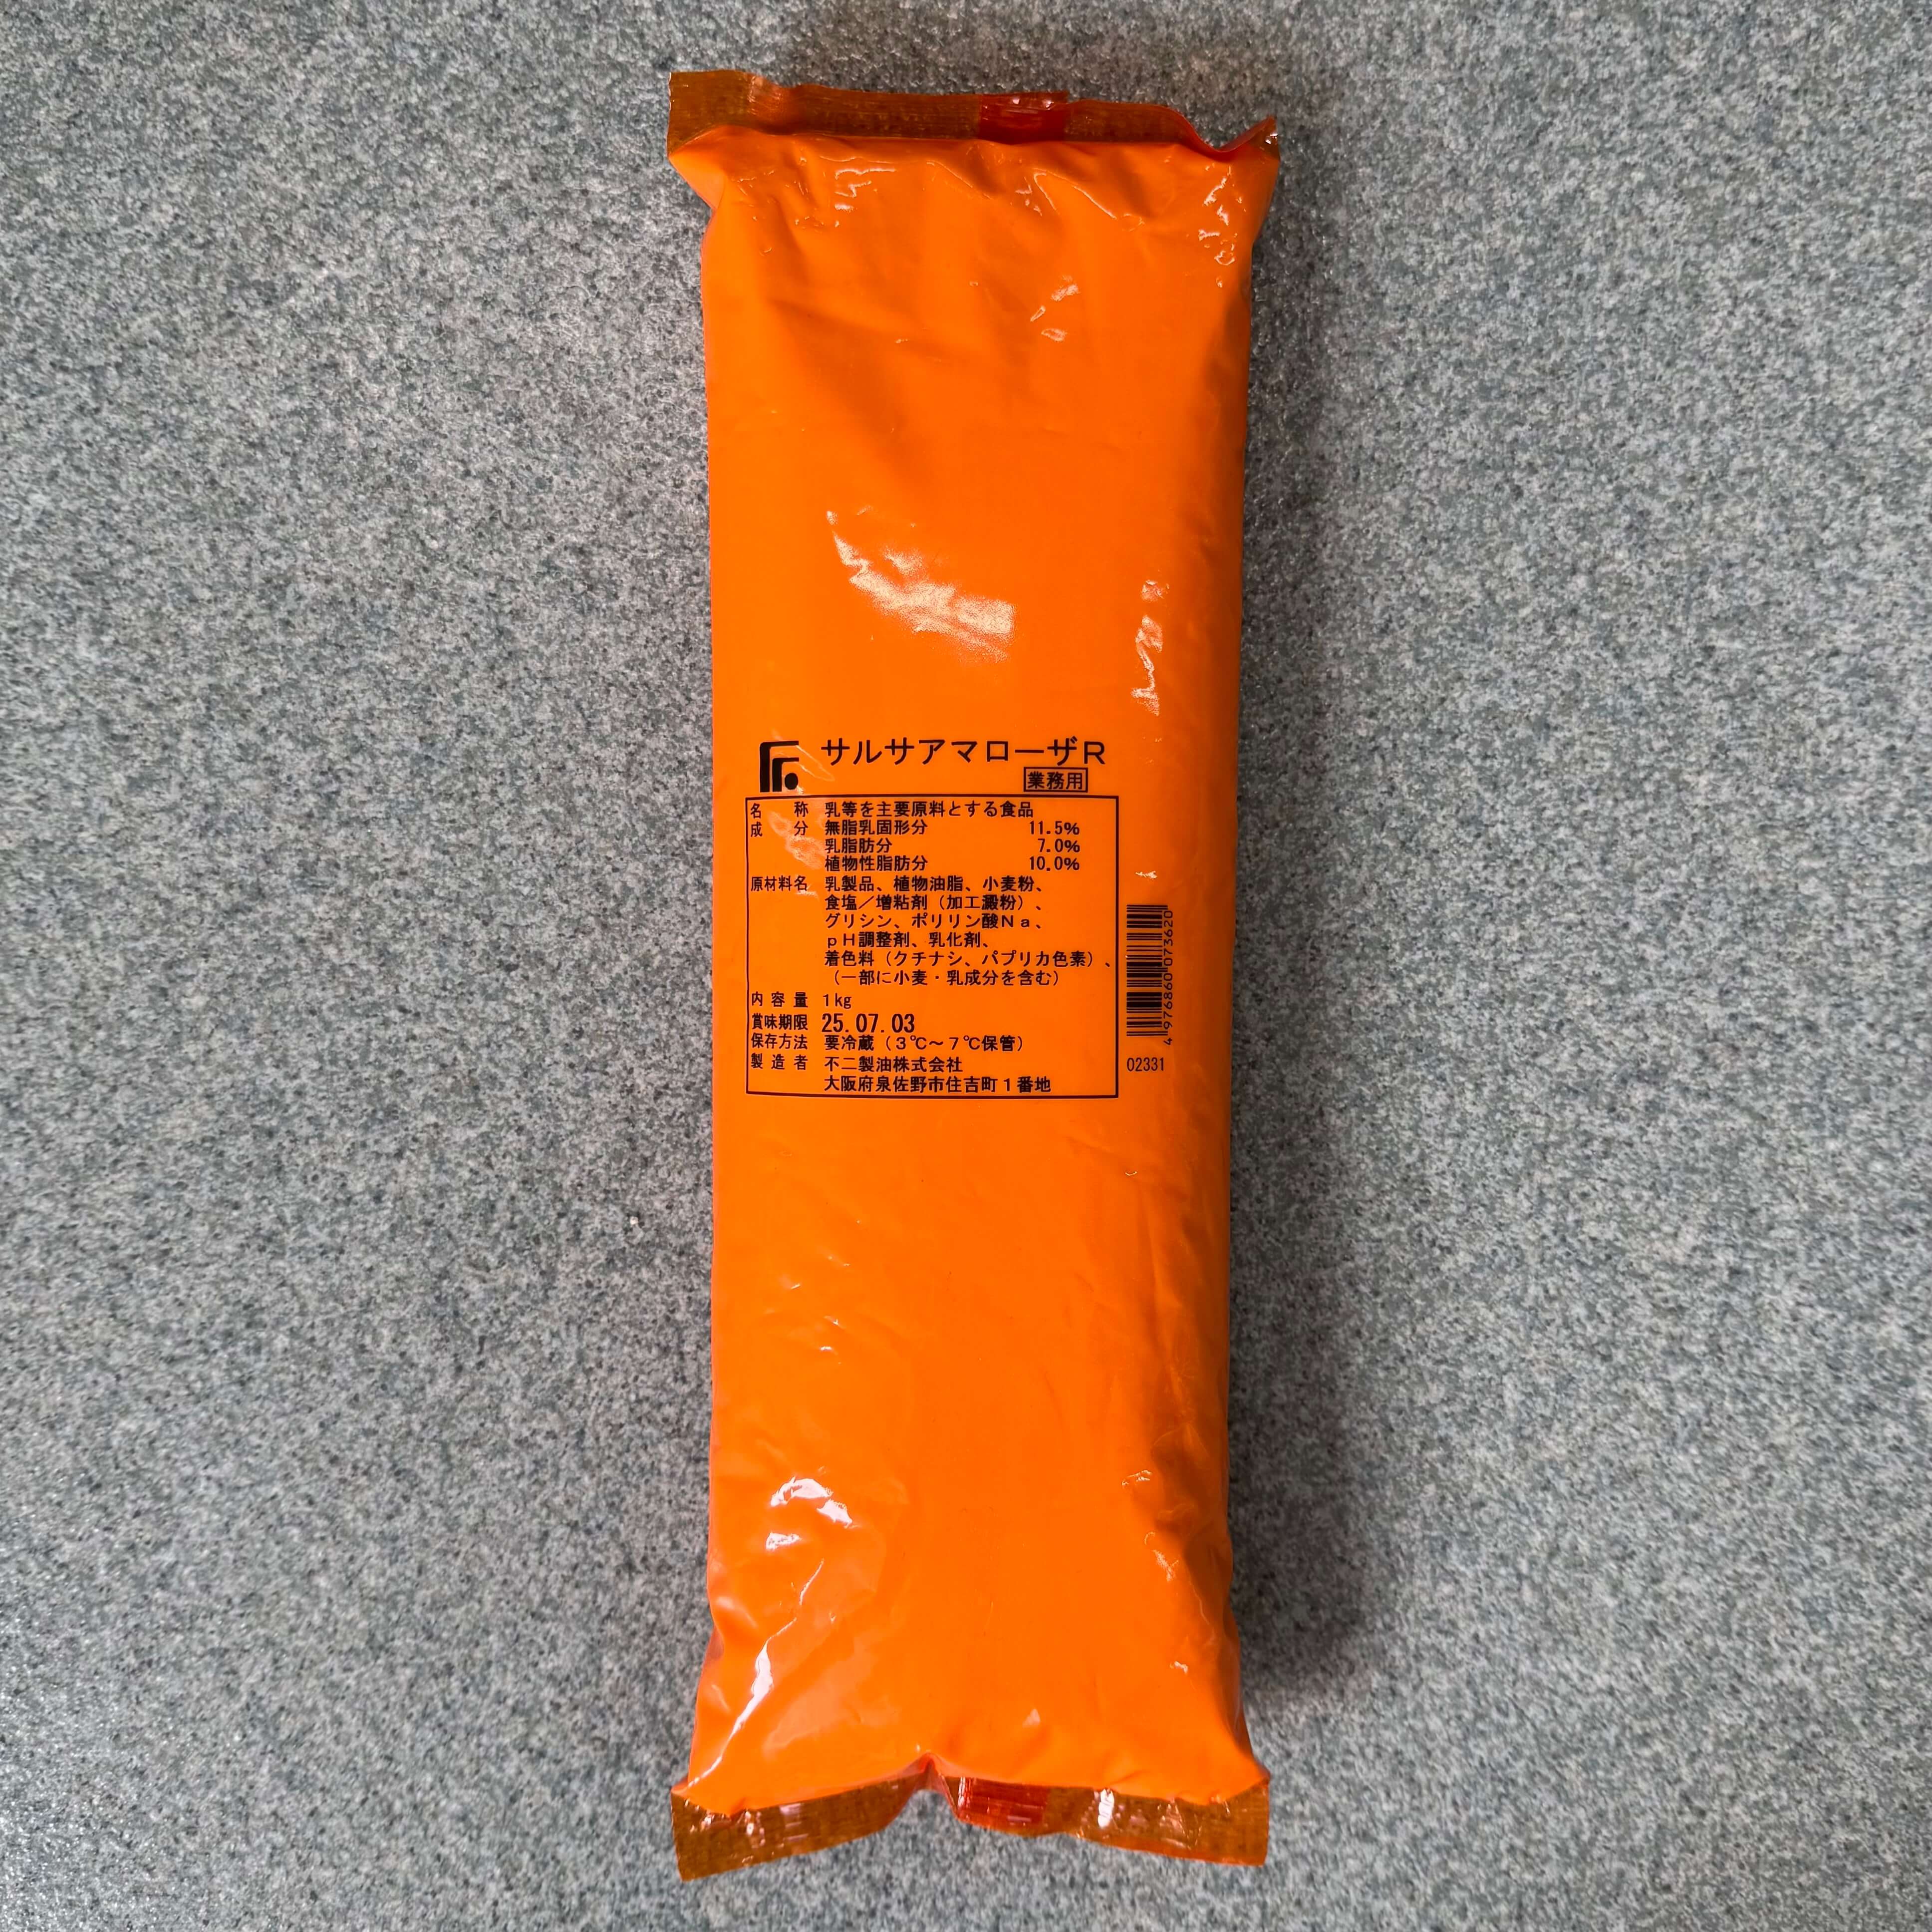 サルサアマローザR
業務用
名称 乳等を主要原料とする食品
成分 無脂乳固形分 11.5%
乳脂肪分 7.0%
植物性脂肪分 10.0%
原材料名 乳製品、植物油脂、小麦粉、
食塩/増粘剤(加工澱粉)、
グリシン、ポリリン酸Na、
pH調整剤、乳化剤、
着色料(クチナシ、パプリカ色素)、
(一部に小麦・乳成分を含む)
内容量 1kg
賞味期限 25.07.03
保存方法 要冷蔵(3℃~7℃保管)
製造者 不二製油株式会社
大阪府泉佐野市住吉町1番地
4976860073620
02331